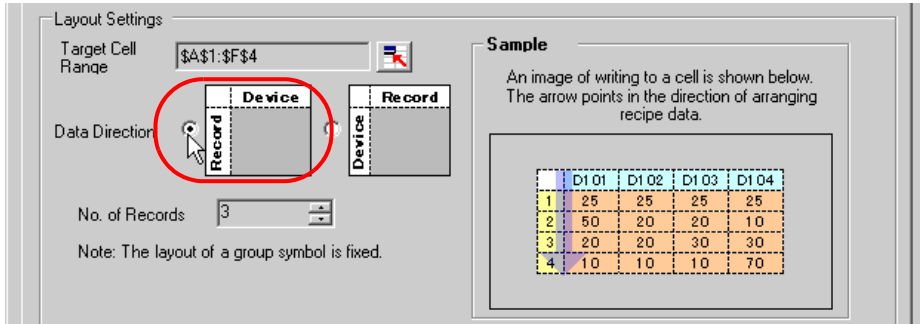 Layout Settings
Target Cell
Range
$A$1:$F$4
Data Direction
Device
Record
Record
Device
No. of Records
3
Note: The layout of a group symbol is fixed.
Sample
An image of writing to a cell is shown below.
The arrow points in the direction of arranging
recipe data.
D101 D102 D103 D104
1 25 25 25 25
2 50 20 20 10
3 20 20 30 30
4 10 10 10 70